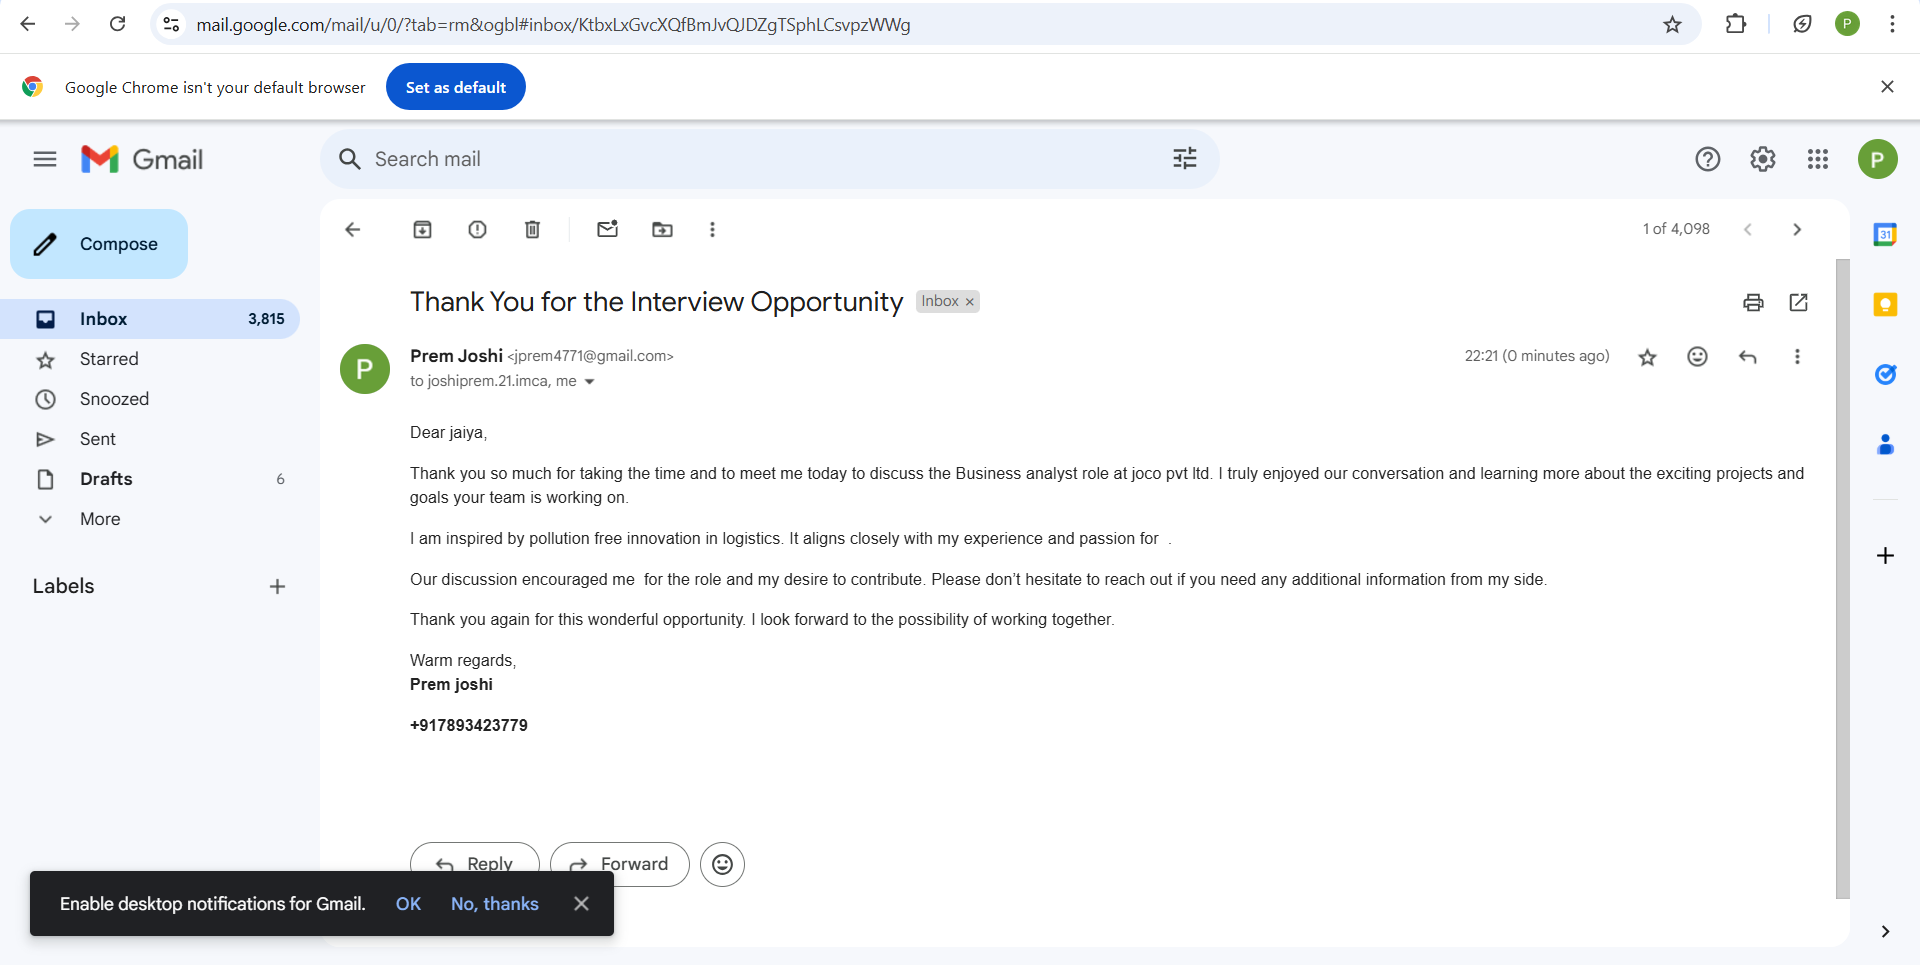 mail.google.com/mail/u/0/?tab=rm&ogbl#inbox/KtbxLxGvcXQfBmJvQJDZgTSphLCsvpzWWg
P
Google Chrome isn't your default browser
Set as default
Gmail
Search mail
P
Compose
1 of 4,098
31
Thank You for the Interview Opportunity
Inbox ×
Inbox 3,815
Starred
Snoozed
Sent
Drafts 6
More
Labels
P
Prem Joshi <jprem4771@gmail.com>
22:21 (0 minutes ago)
to joshiprem.21.imca, me
Dear jaiya,
Thank you so much for taking the time and to meet me today to discuss the Business analyst role at joco pvt ltd. I truly enjoyed our conversation and learning more about the exciting projects and
goals your team is working on.
I am inspired by pollution free innovation in logistics. It aligns closely with my experience and passion for  .
Our discussion encouraged me  for the role and my desire to contribute. Please don’t hesitate to reach out if you need any additional information from my side.
Thank you again for this wonderful opportunity. I look forward to the possibility of working together.
Warm regards,
Prem joshi
+917893423779
Reply
Forward
Enable desktop notifications for Gmail. OK No, thanks